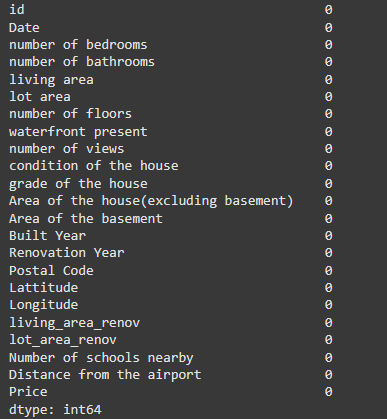 id 0
Date 0
number of bedrooms 0
number of bathrooms 0
living area 0
lot area 0
number of floors 0
waterfront present 0
number of views 0
condition of the house 0
grade of the house 0
Area of the house(excluding basement) 0
Area of the basement 0
Built Year 0
Renovation Year 0
Postal Code 0
Lattitude 0
Longitude 0
living_area_renov 0
lot_area_renov 0
Number of schools nearby 0
Distance from the airport 0
Price 0
dtype: int64